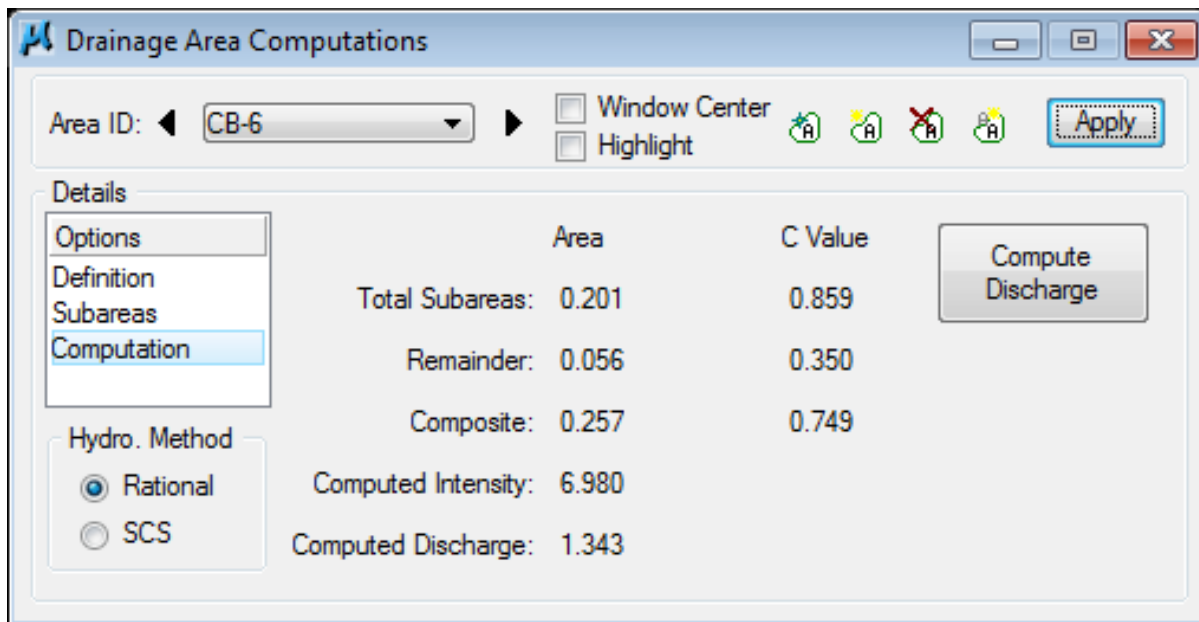 Drainage Area Computations
Area ID: CB-6 Window Center Apply
Highlight
Details
Options
Definition
Subareas
Computation
Area C Value
Total Subareas: 0.201 0.859
Remainder: 0.056 0.350
Composite: 0.257 0.749
Computed Intensity: 6.980
Computed Discharge: 1.343
Compute
Discharge
Hydro. Method
Rational
SCS